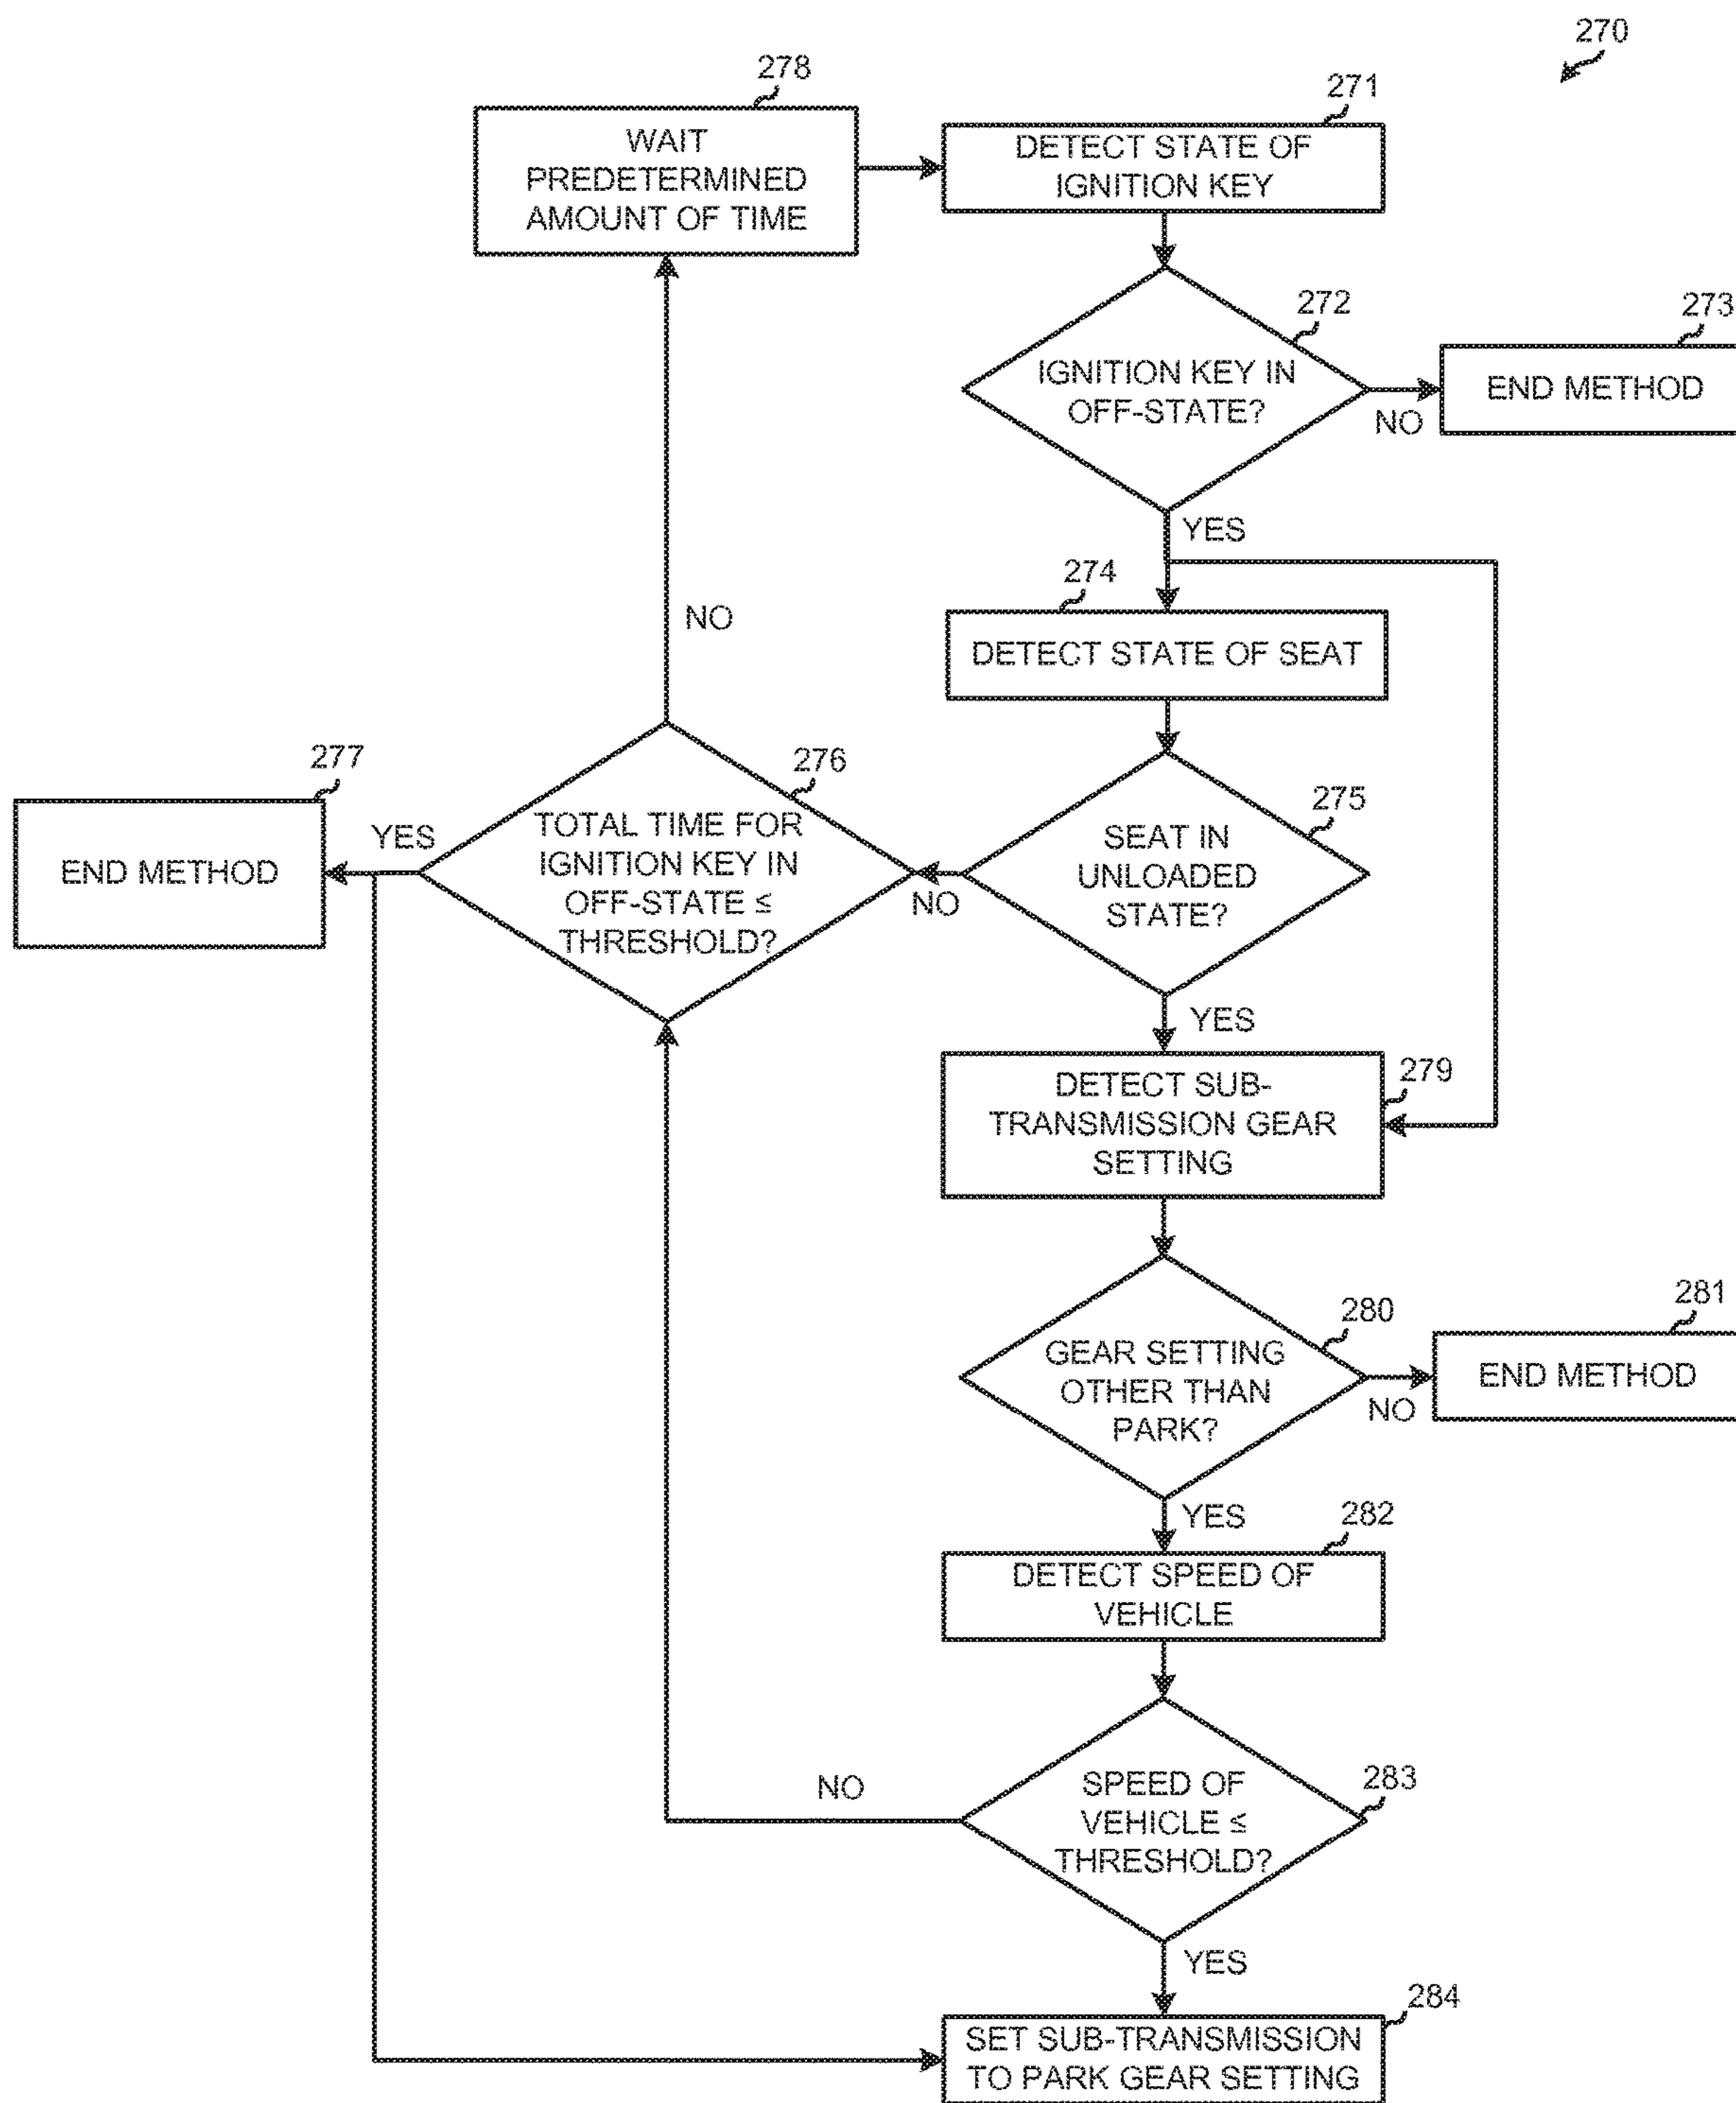 270
278
WAIT
PREDETERMINED
AMOUNT OF TIME
271
DETECT STATE OF
IGNITION KEY
272
IGNITION KEY IN
OFF-STATE?
NO
273
END METHOD
YES
274
DETECT STATE OF SEAT
NO
275
SEAT IN
UNLOADED
STATE?
NO
276
TOTAL TIME FOR
IGNITION KEY IN
OFF-STATE ≤
THRESHOLD?
YES
277
END METHOD
YES
279
DETECT SUB-
TRANSMISSION GEAR
SETTING
280
GEAR SETTING
OTHER THAN
PARK?
NO
281
END METHOD
YES
282
DETECT SPEED OF
VEHICLE
283
SPEED OF
VEHICLE ≤
THRESHOLD?
NO
YES
284
SET SUB-TRANSMISSION
TO PARK GEAR SETTING